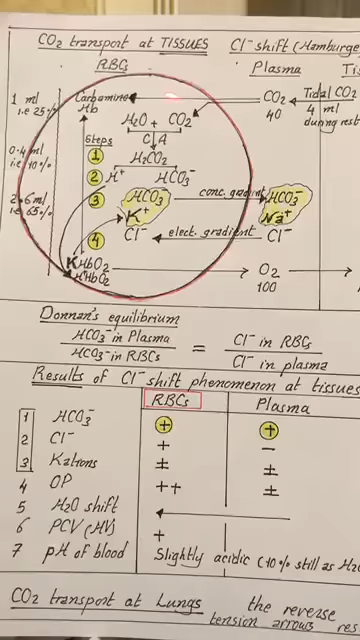 CO2 transport at TISSUES Cl⁻ shift (Hamburge
RBCs Plasma
1 ml i.e 25% Carbamino Hb CO2 40 Tidal CO2 4 ml during rest
H2O + CO2
C A
Steps
0.4 ml i.e 10% 1 H2CO3
2 H⁺ HCO3⁻
2.6 ml i.e 65% 3 HCO3⁻ conc. gradient HCO3⁻
K⁺ Na⁺
4 Cl⁻ elect. gradient Cl⁻
KHbO2 O2
HHbO2 100
Donnan's equilibrium
HCO3⁻ in Plasma / HCO3⁻ in RBCs = Cl⁻ in RBCs / Cl⁻ in plasma
Results of Cl⁻ shift phenomenon at tissues
RBCs Plasma
1 HCO3⁻ + +
2 Cl⁻ + -
3 Kations ± ±
4 OP ++ ±
5 H2O shift
6 PCV (HV) +
7 pH of blood Slightly acidic (10% still as H2
CO2 transport at Lungs the reverse
tension arrows res